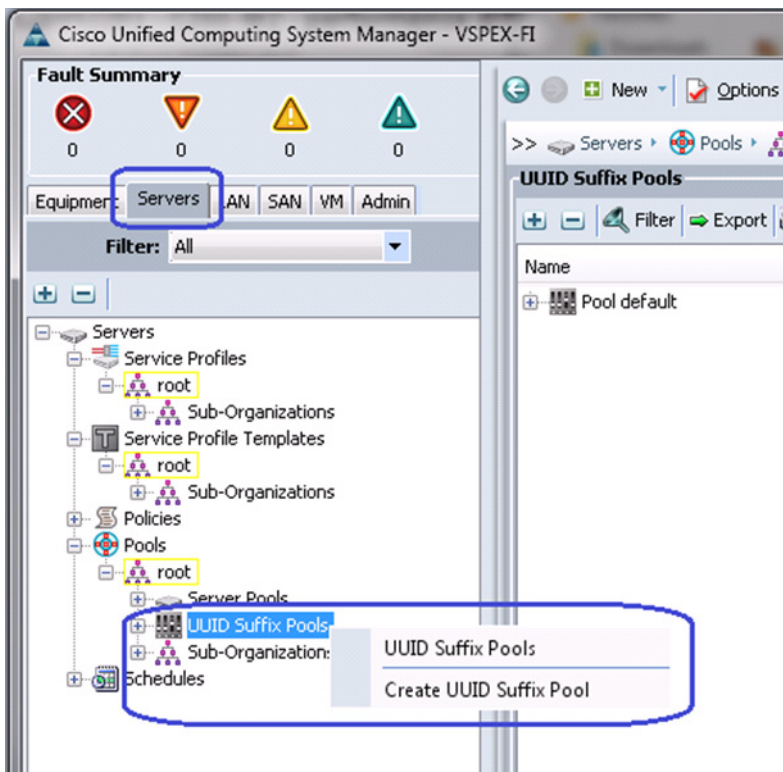 Cisco Unified Computing System Manager - VSPEX-FI
Fault Summary
0 0 0 0
Equipment Servers LAN SAN VM Admin
Filter: All
Servers
Service Profiles
root
Sub-Organizations
Service Profile Templates
root
Sub-Organizations
Policies
Pools
root
Server Pools
UUID Suffix Pools
Sub-Organizations
Schedules
UUID Suffix Pools
Create UUID Suffix Pool
New Options
>> Servers Pools
UUID Suffix Pools
Filter Export
Name
Pool default